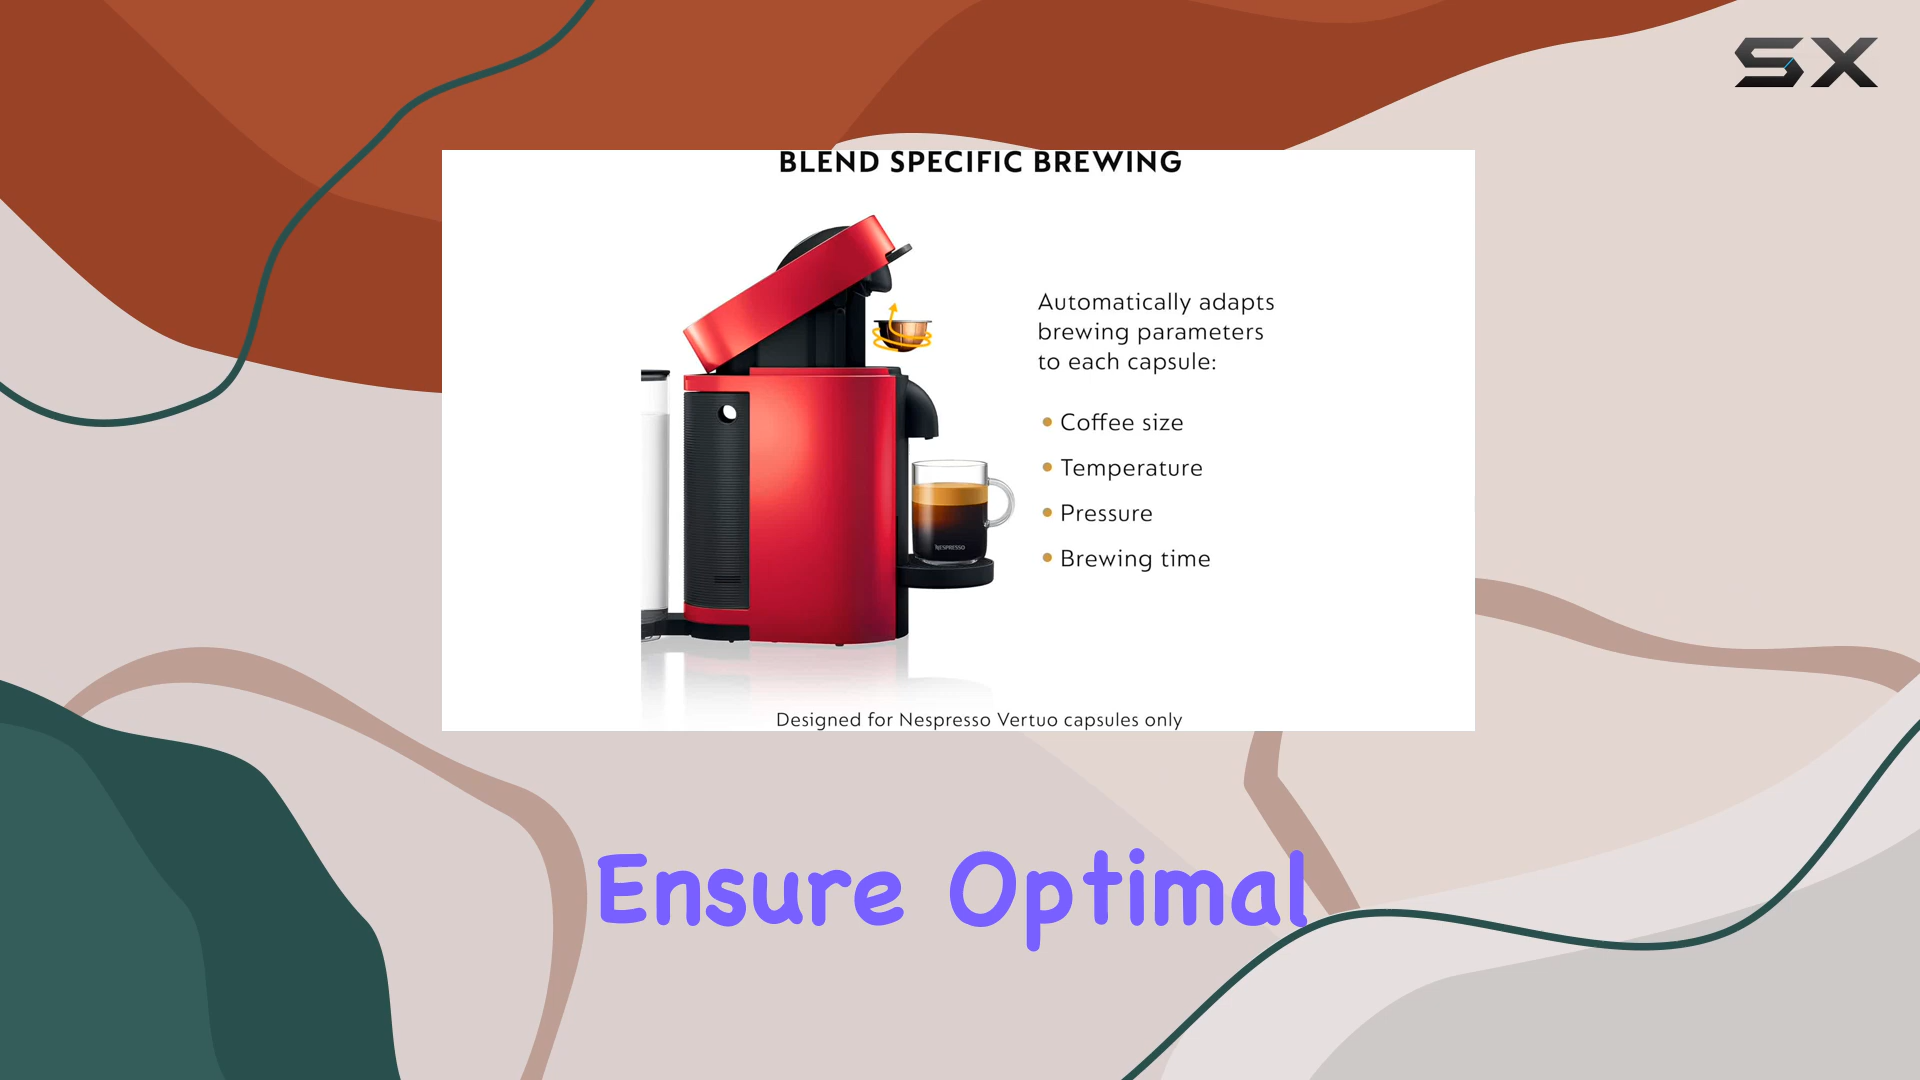 SX
BLEND SPECIFIC BREWING
Automatically adapts
brewing parameters
to each capsule:
• Coffee size
• Temperature
• Pressure
• Brewing time
NESPRESSO
Designed for Nespresso Vertuo capsules only
Ensure Optimal